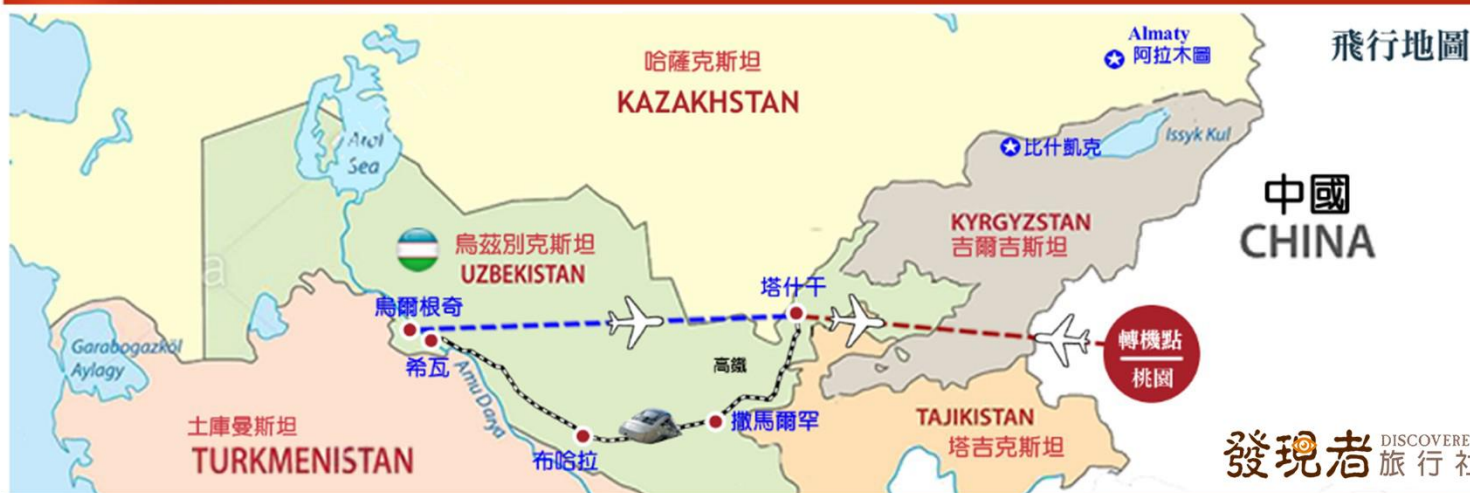 飛行地圖
Almaty
阿拉木圖
哈薩克斯坦
KAZAKHSTAN
Aral
Sea
比什凱克
Issyk Kul
中國
CHINA
KYRGYZSTAN
吉爾吉斯坦
烏茲別克斯坦
UZBEKISTAN
塔什干
烏爾根奇
希瓦
Garabogazköl
Aylagy
Amu Darya
高鐵
轉機點
桃園
撒馬爾罕
布哈拉
土庫曼斯坦
TURKMENISTAN
TAJIKISTAN
塔吉克斯坦
發現者 DISCOVERE
旅行社